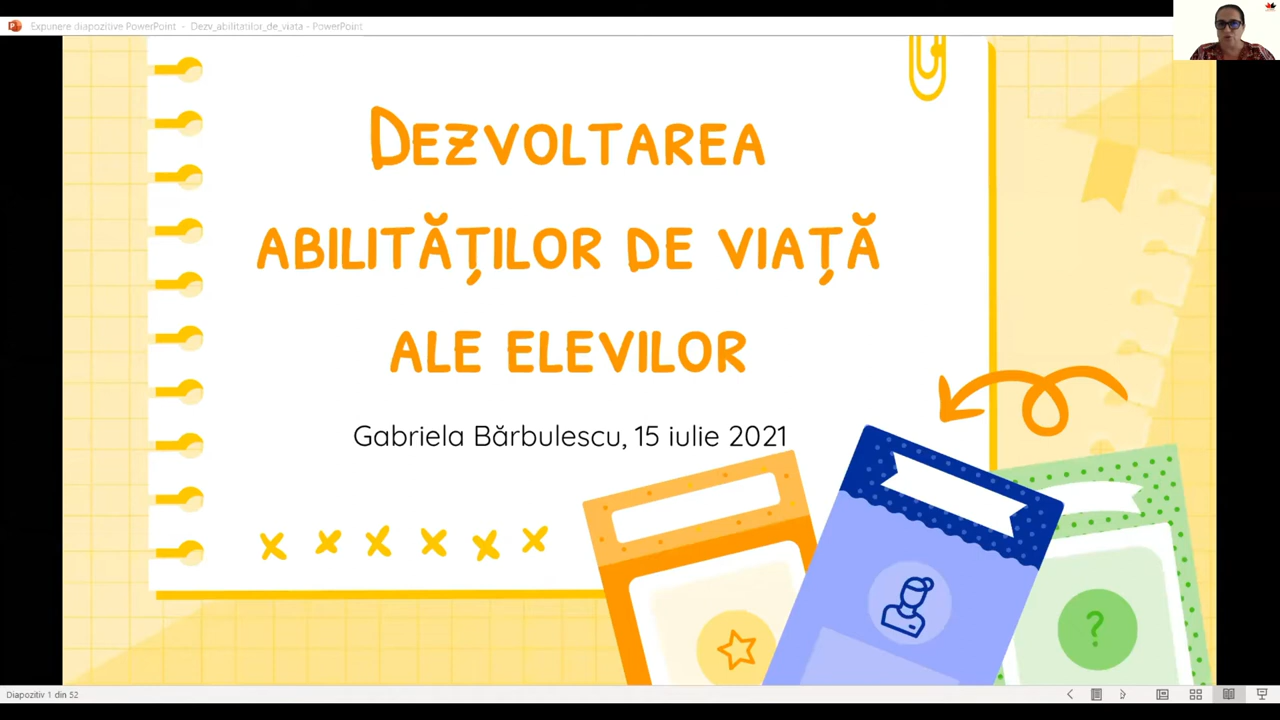 Expunere diapozitive PowerPoint - Dezv_abilitatilor_de_viata - PowerPoint
DEZVOLTAREA
ABILITĂȚILOR DE VIAȚĂ
ALE ELEVILOR
Gabriela Bărbulescu, 15 iulie 2021
?
Diapozitiv 1 din 52